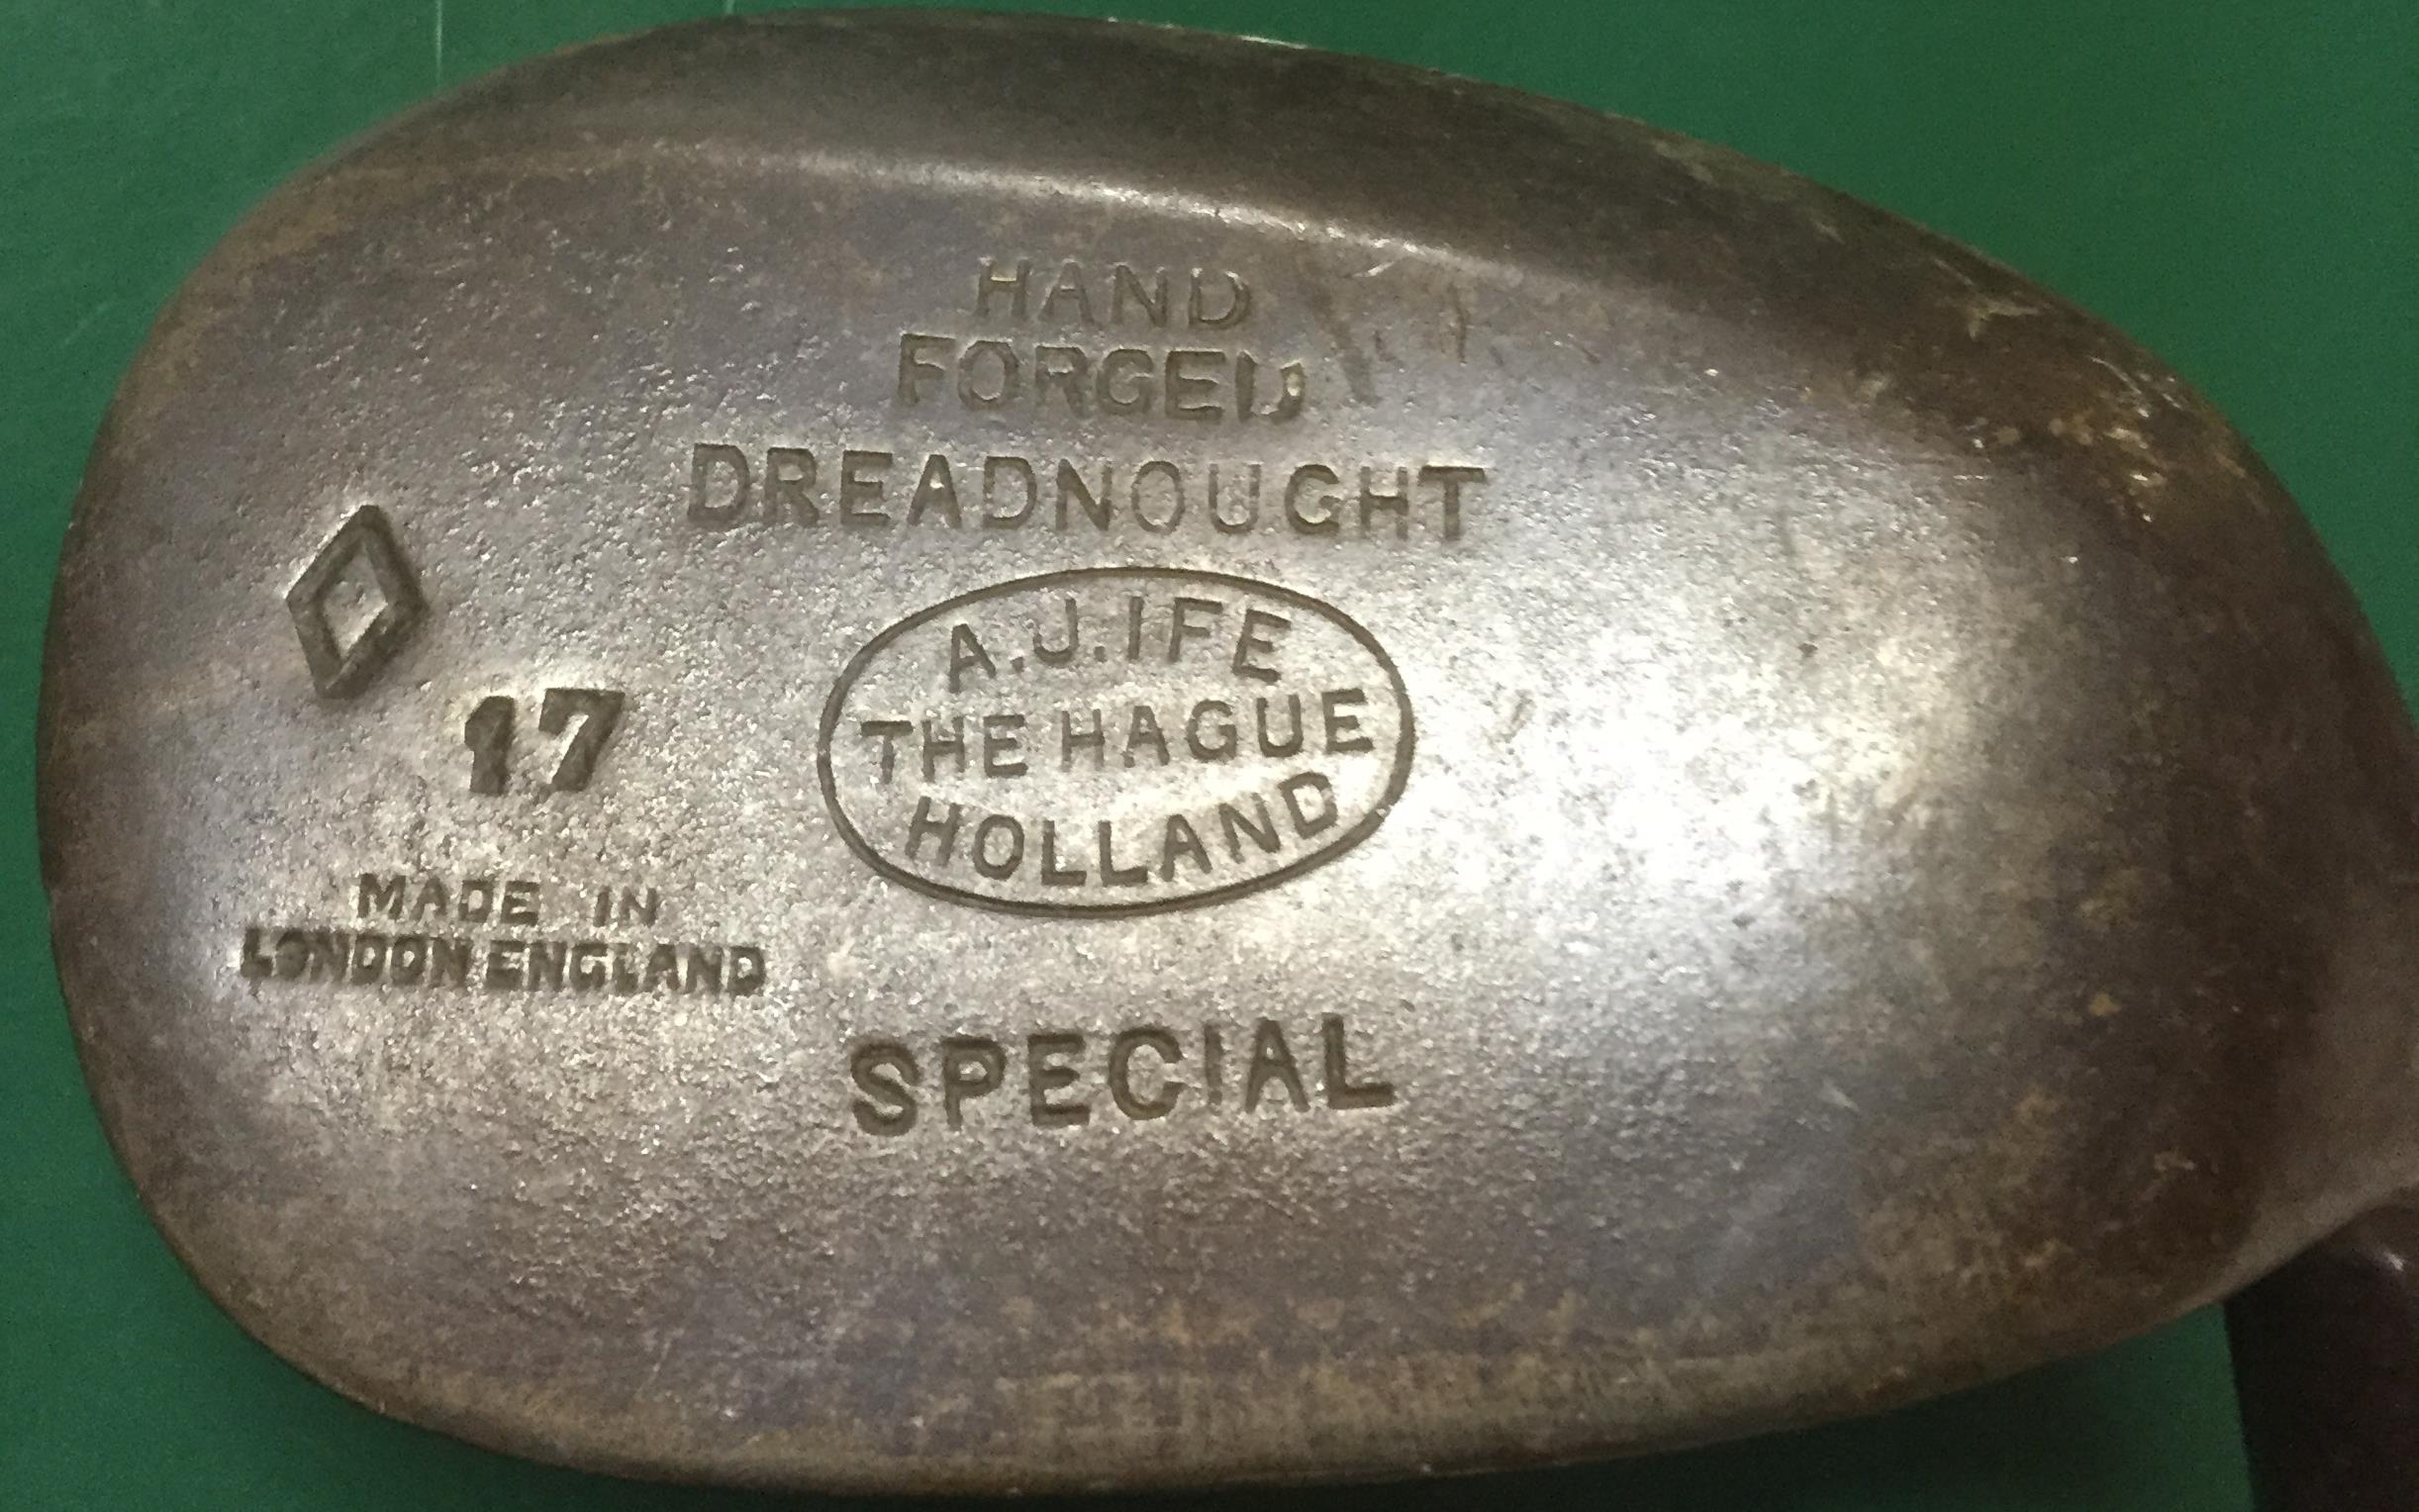 HAND
FORGED
DREADNOUGHT
A.J.IFE
THE HAGUE
HOLLAND
17
MADE IN
LONDON ENGLAND
SPECIAL